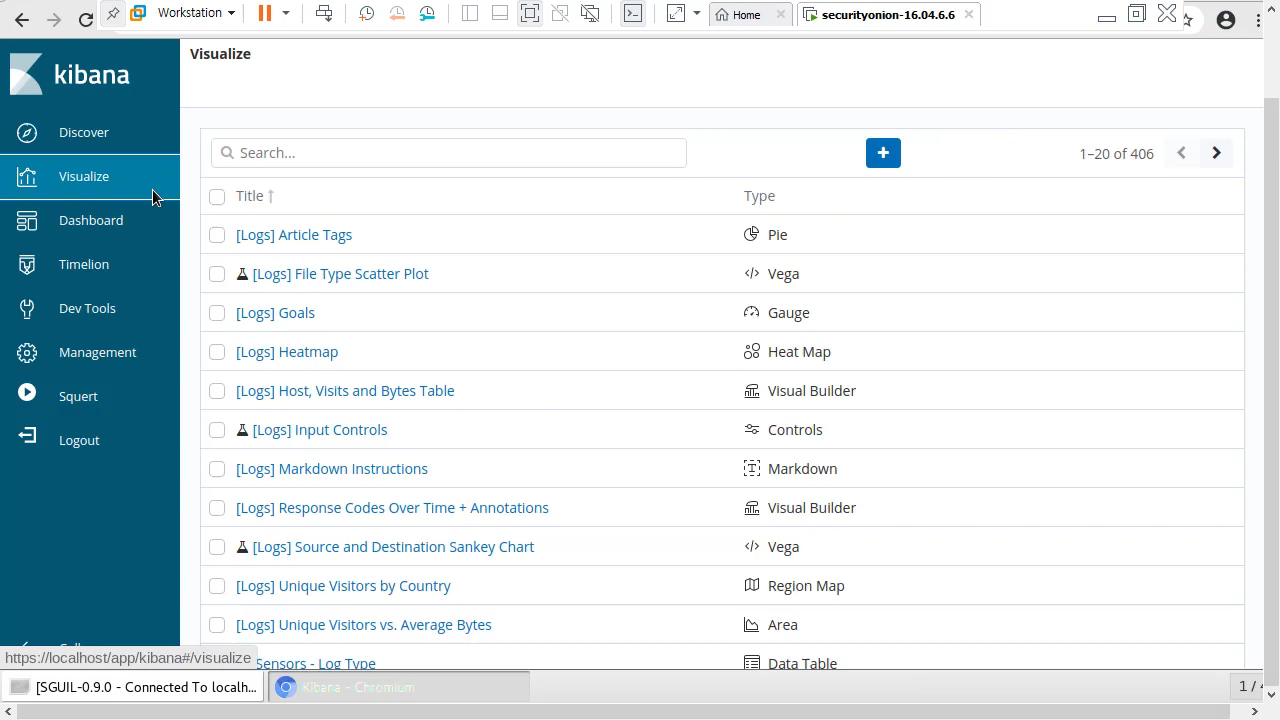 Workstation
Home
securityonion-16.04.6.6
kibana
Visualize
Discover
Visualize
Dashboard
Timelion
Dev Tools
Management
Squert
Logout
Search...
+
1–20 of 406
Title
Type
[Logs] Article Tags
Pie
[Logs] File Type Scatter Plot
Vega
[Logs] Goals
Gauge
[Logs] Heatmap
Heat Map
[Logs] Host, Visits and Bytes Table
Visual Builder
[Logs] Input Controls
Controls
[Logs] Markdown Instructions
Markdown
[Logs] Response Codes Over Time + Annotations
Visual Builder
[Logs] Source and Destination Sankey Chart
Vega
[Logs] Unique Visitors by Country
Region Map
[Logs] Unique Visitors vs. Average Bytes
Area
Sensors - Log Type
Data Table
https://localhost/app/kibana#/visualize
[SGUIL-0.9.0 - Connected To localh...
Kibana - Chromium
1 /